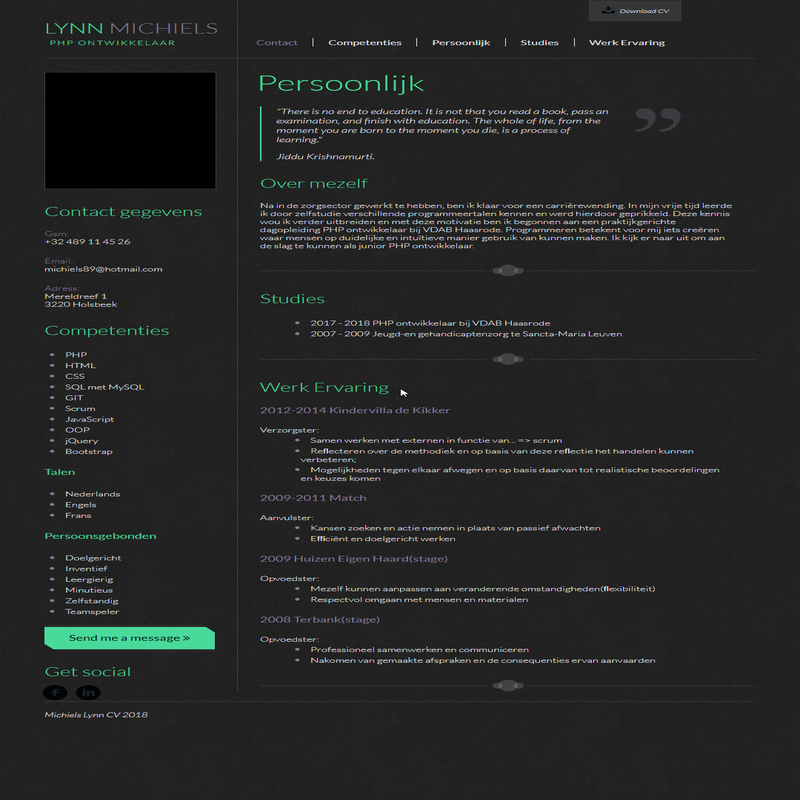 LYNN MICHIELS
PHP ONTWIKKELAAR
Download CV
Contact | Competenties | Persoonlijk | Studies | Werk Ervaring
Contact gegevens
Gsm:
+32 489 11 45 26
Email:
michiels89@hotmail.com
Adress:
Mereldreef 1
3220 Holsbeek
Competenties
PHP
HTML
CSS
SQL met MySQL
GIT
Scrum
JavaScript
OOP
jQuery
Bootstrap
Talen
Nederlands
Engels
Frans
Persoonsgebonden
Doelgericht
Inventief
Leergierig
Minutieus
Zelfstandig
Teamspeler
Send me a message »
Get social
Persoonlijk
"There is no end to education. It is not that you read a book, pass an
examination, and finish with education. The whole of life, from the
moment you are born to the moment you die, is a process of
learning."
Jiddu Krishnamurti.
Over mezelf
Na in de zorgsector gewerkt te hebben, ben ik klaar voor een carrièrewending. In mijn vrije tijd leerde
ik door zelfstudie verschillende programmeertalen kennen en werd hierdoor geprikkeld. Deze kennis
wou ik verder uitbreiden en met deze motivatie ben ik begonnen aan een praktijkgerichte
dagopleiding PHP ontwikkelaar bij VDAB Haasrode. Programmeren betekent voor mij iets creëren
waar mensen op duidelijke en intuïtieve manier gebruik van kunnen maken. Ik kijk er naar uit om aan
de slag te kunnen als junior PHP ontwikkelaar.
Studies
2017 - 2018 PHP ontwikkelaar bij VDAB Haasrode
2007 - 2009 Jeugd-en gehandicaptenzorg te Sancta-Maria Leuven
Werk Ervaring
2012-2014 Kindervilla de Kikker
Verzorgster:
Samen werken met externen in functie van... => scrum
Reflecteren over de methodiek en op basis van deze reflectie het handelen kunnen
verbeteren;
Mogelijkheden tegen elkaar afwegen en op basis daarvan tot realistische beoordelingen
en keuzes komen
2009-2011 Match
Aanvulster:
Kansen zoeken en actie nemen in plaats van passief afwachten
Efficiënt en doelgericht werken
2009 Huizen Eigen Haard(stage)
Opvoedster:
Mezelf kunnen aanpassen aan veranderende omstandigheden(flexibiliteit)
Respectvol omgaan met mensen en materialen
2008 Terbank(stage)
Opvoedster:
Professioneel samenwerken en communiceren
Nakomen van gemaakte afspraken en de consequenties ervan aanvaarden
Michiels Lynn CV 2018